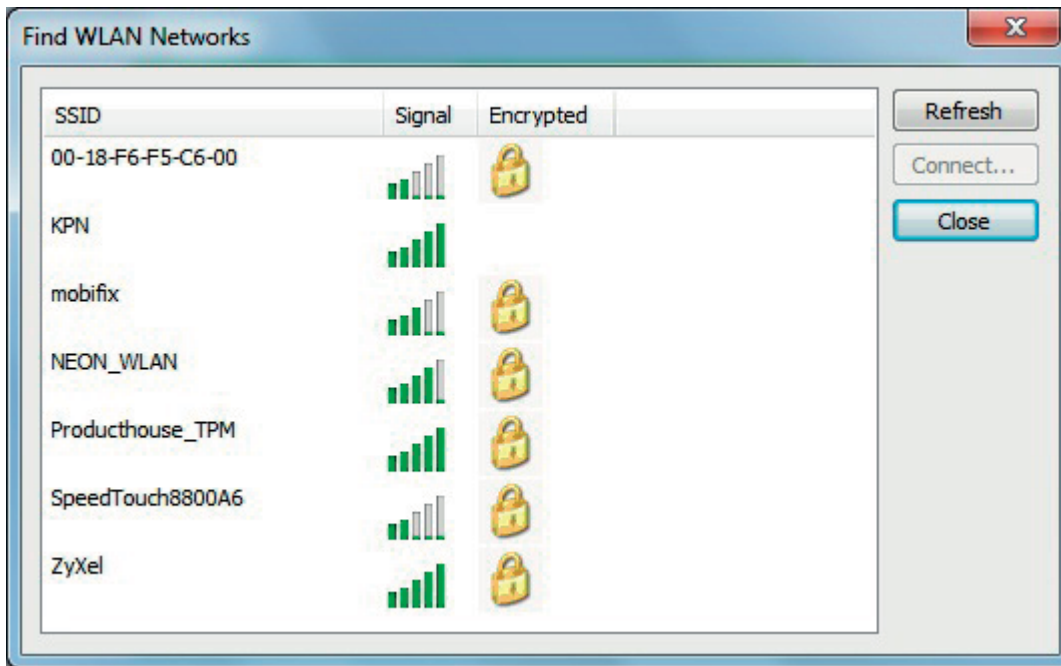 Find WLAN Networks
SSID Signal Encrypted
00-18-F6-F5-C6-00
KPN
mobifix
NEON_WLAN
Producthouse_TPM
SpeedTouch8800A6
ZyXel
Refresh
Connect...
Close